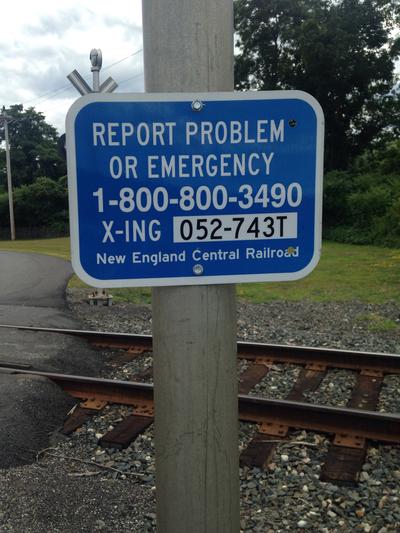 REPORT PROBLEM
OR EMERGENCY
1-800-800-3490
X-ING 052-743T
New England Central Railroad